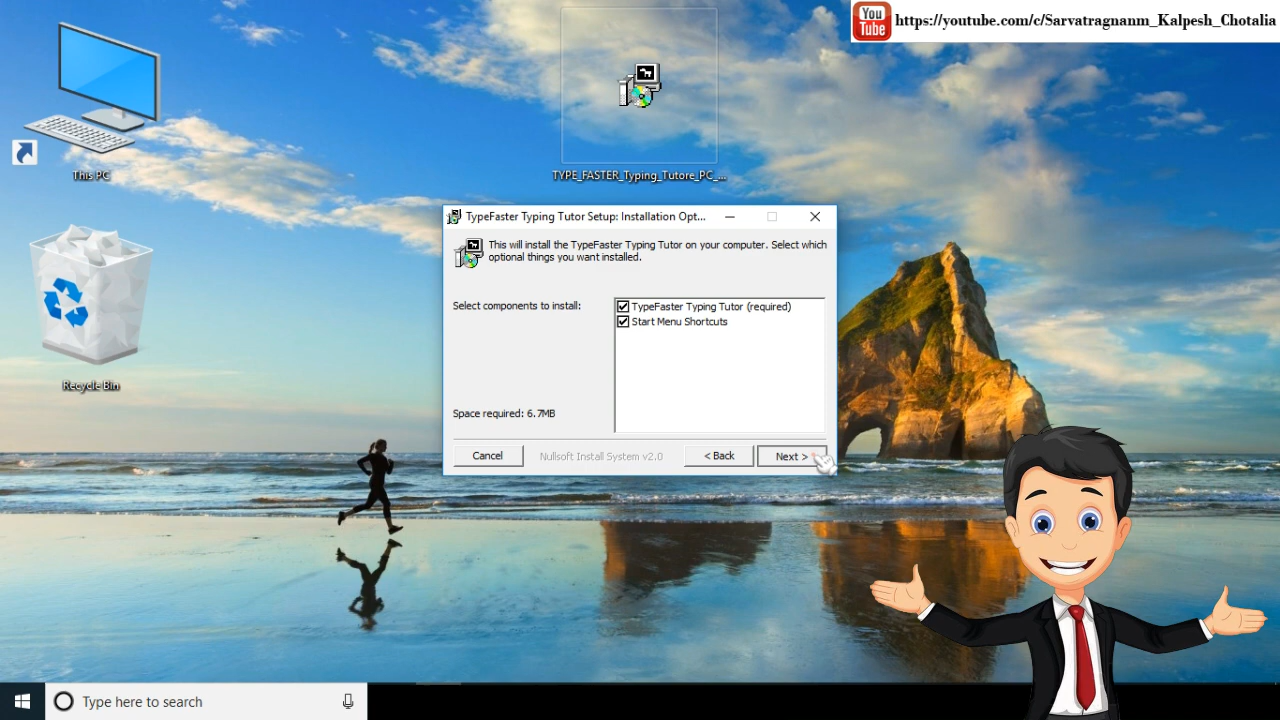 You
Tube
https://youtube.com/c/Sarvatragnanm_Kalpesh_Chotalia
This PC
TYPE_FASTER_Typing_Tutore_PC_...
TypeFaster Typing Tutor Setup: Installation Opt...
This will install the TypeFaster Typing Tutor on your computer. Select which
optional things you want installed.
Select components to install:
TypeFaster Typing Tutor (required)
Start Menu Shortcuts
Recycle Bin
Space required: 6.7MB
Cancel
Nullsoft Install System v2.0
< Back
Next >
Type here to search